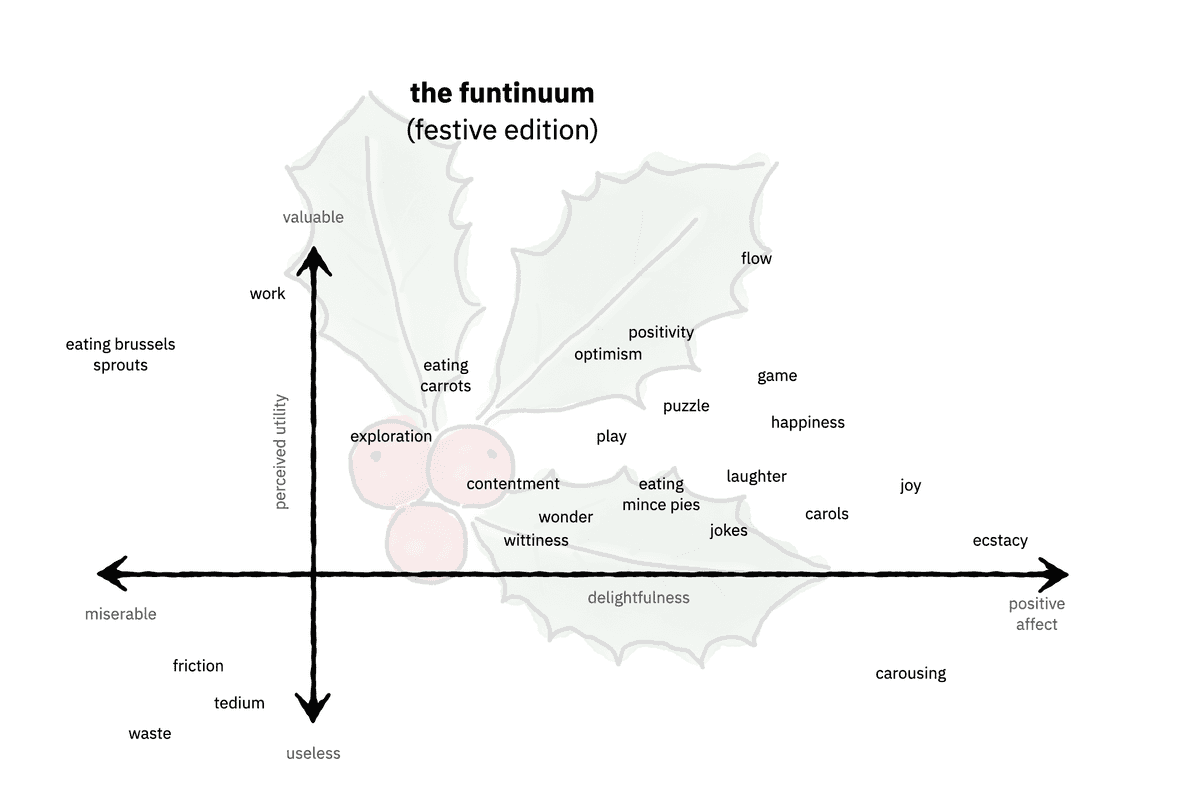 the funtinuum
(festive edition)
valuable
flow
work
positivity
eating brussels
sprouts
optimism
eating
carrots
game
puzzle
happiness
exploration
play
perceived utility
contentment
eating
mince pies
laughter
joy
wonder
carols
wittiness
jokes
ecstacy
delightfulness
miserable
positive
affect
friction
carousing
tedium
waste
useless